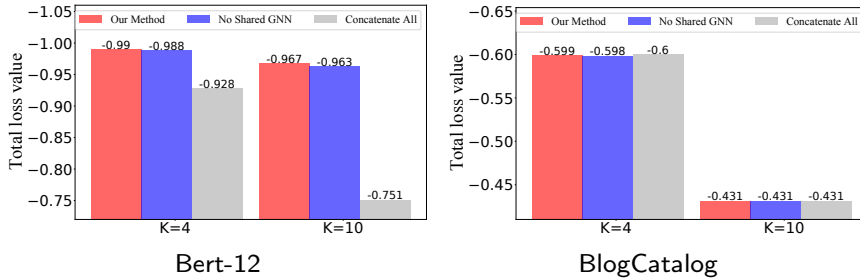 Our Method No Shared GNN Concatenate All
−1.00
−0.95
−0.90
−0.85
−0.80
−0.75
Total loss value
-0.99
-0.988
-0.928
-0.967
-0.963
-0.751
K=4 K=10
Bert-12
Our Method No Shared GNN Concatenate All
−0.65
−0.60
−0.55
−0.50
−0.45
Total loss value
-0.599
-0.598
-0.6
-0.431
-0.431
-0.431
K=4 K=10
BlogCatalog